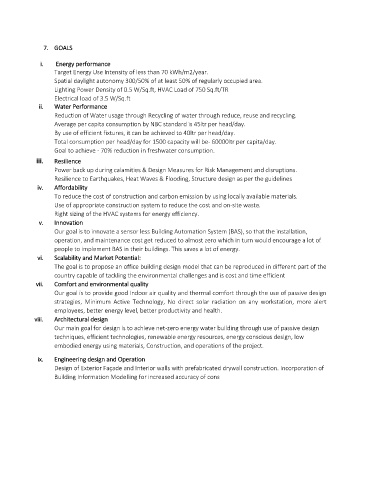 7. GOALS
i. Energy performance
Target Energy Use Intensity of less than 70 kWh/m2/year.
Spatial daylight autonomy 300/50% of at least 50% of regularly occupied area.
Lighting Power Density of 0.5 W/Sq.ft, HVAC Load of 750 Sq.ft/TR
Electrical load of 3.5 W/Sq.ft
ii. Water Performance
Reduction of Water usage through Recycling of water through reduce, reuse and recycling.
Average per capita consumption by NBC standard is 45ltr per head/day.
By use of efficient fixtures, it can be achieved to 40ltr per head/day.
Total consumption per head/day for 1500 capacity will be- 60000ltr per capita/day.
Goal to achieve - 70% reduction in freshwater consumption.
iii. Resilience
Power back up during calamities & Design Measures for Risk Management and disruptions.
Resilience to Earthquakes, Heat Waves & Flooding, Structure design as per the guidelines
iv. Affordability
To reduce the cost of construction and carbon emission by using locally available materials.
Use of appropriate construction system to reduce the cost and on-site waste.
Right sizing of the HVAC systems for energy efficiency.
v. Innovation
Our goal is to innovate a sensor less Building Automation System (BAS), so that the installation,
operation, and maintenance cost get reduced to almost zero which in turn would encourage a lot of
people to implement BAS in their buildings. This saves a lot of energy.
vi. Scalability and Market Potential:
The goal is to propose an office building design model that can be reproduced in different part of the
country capable of tackling the environmental challenges and is cost and time efficient
vii. Comfort and environmental quality
Our goal is to provide good Indoor air quality and thermal comfort through the use of passive design
strategies, Minimum Active Technology, No direct solar radiation on any workstation, more alert
employees, better energy level, better productivity and health.
viii. Architectural design
Our main goal for design is to achieve net-zero energy water building through use of passive design
techniques, efficient technologies, renewable energy resources, energy conscious design, low
embodied energy using materials, Construction, and operations of the project.
ix. Engineering design and Operation
Design of Exterior Façade and Interior walls with prefabricated drywall construction. Incorporation of
Building Information Modelling for increased accuracy of cons